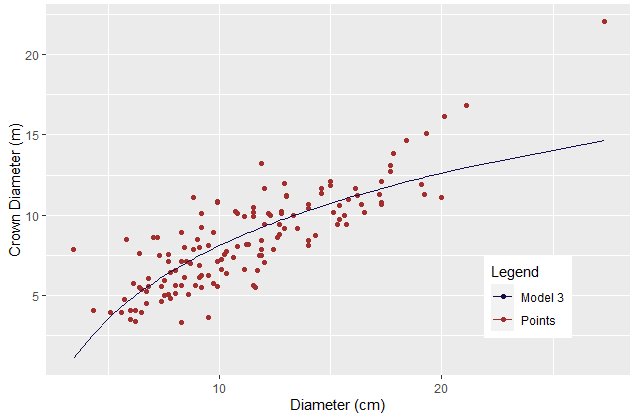 20
15
10
5
Crown Diameter (m)
10
20
Diameter (cm)
Legend
Model 3
Points